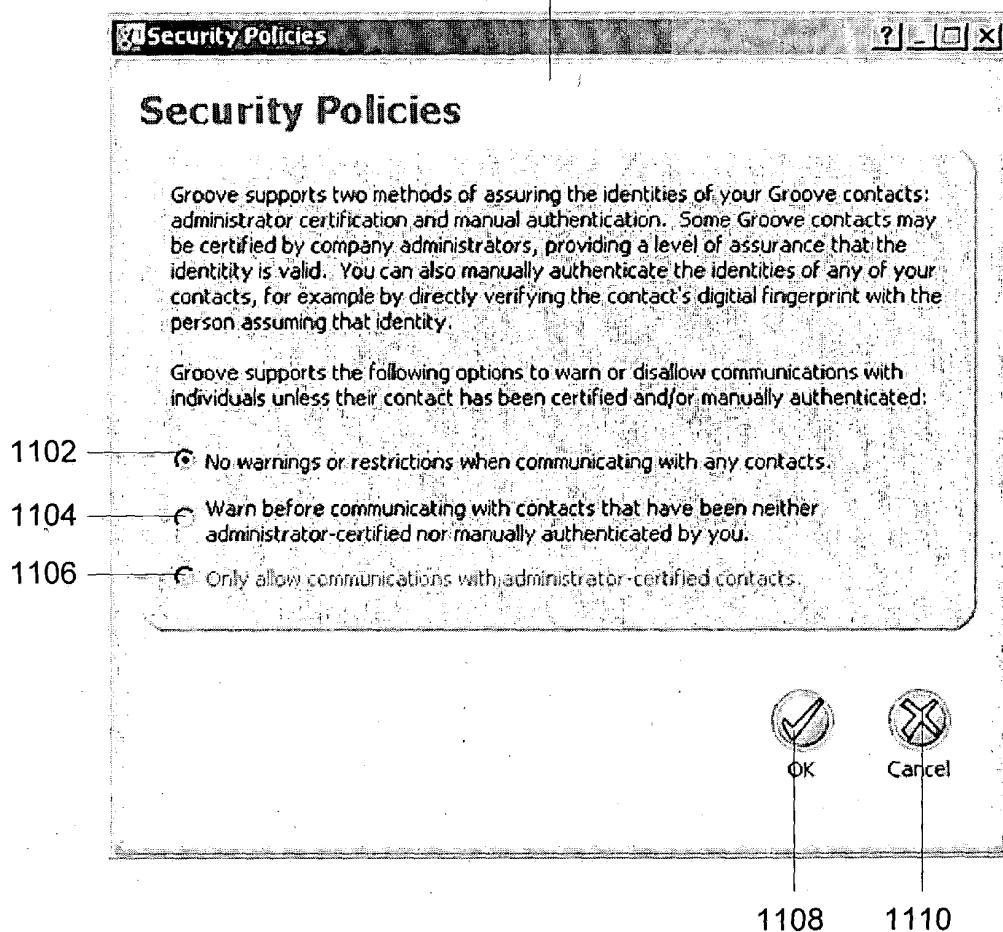 Security Policies
Security Policies
Groove supports two methods of assuring the identities of your Groove contacts:
administrator certification and manual authentication. Some Groove contacts may
be certified by company administrators, providing a level of assurance that the
identitity is valid. You can also manually authenticate the identities of any of your
contacts, for example by directly verifying the contact's digitial fingerprint with the
person assuming that identity.
Groove supports the following options to warn or disallow communications with
individuals unless their contact has been certified and/or manually authenticated:
1102
No warnings or restrictions when communicating with any contacts.
1104
Warn before communicating with contacts that have been neither
administrator-certified nor manually authenticated by you.
1106
Only allow communications with administrator-certified contacts.
OK Cancel
1108 1110